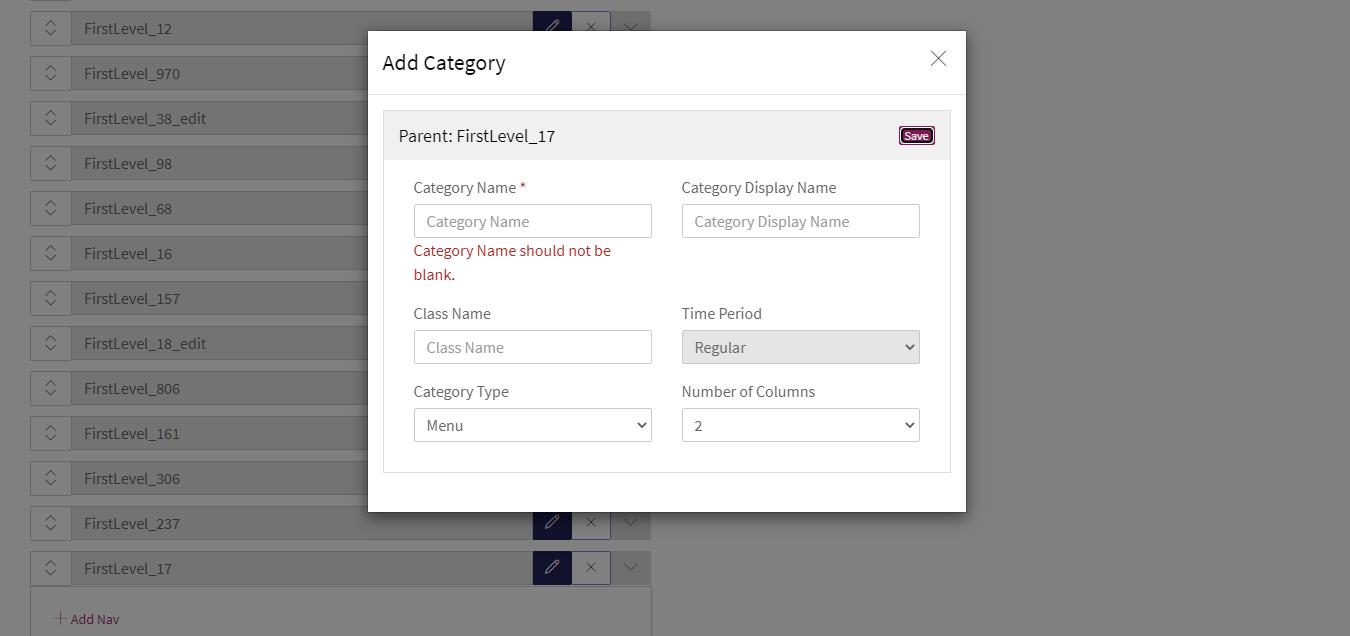 FirstLevel_12
Add Category
FirstLevel_970
FirstLevel_38_edit
Parent: FirstLevel_17
Save
FirstLevel_98
Category Name *
Category Display Name
FirstLevel_68
Category Name
Category Display Name
FirstLevel_16
Category Name should not be
blank.
FirstLevel_157
Class Name
Time Period
FirstLevel_18_edit
Class Name
Regular
FirstLevel_806
Category Type
Number of Columns
FirstLevel_161
Menu
2
FirstLevel_306
FirstLevel_237
FirstLevel_17
Add Nav